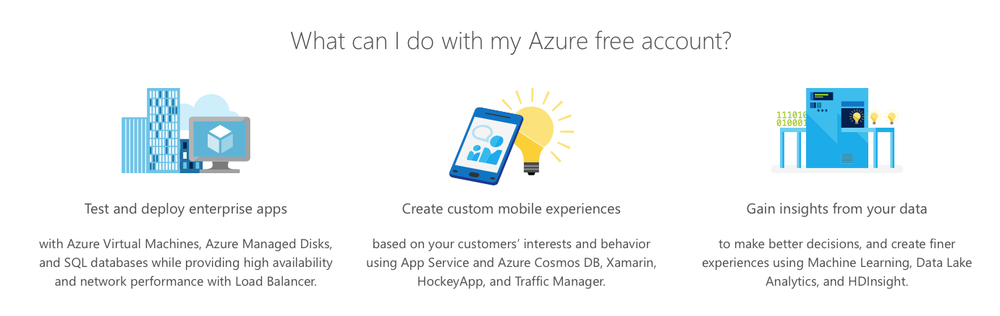 What can I do with my Azure free account?
111010
010001
Test and deploy enterprise apps
with Azure Virtual Machines, Azure Managed Disks,
and SQL databases while providing high availability
and network performance with Load Balancer.
Create custom mobile experiences
based on your customers’ interests and behavior
using App Service and Azure Cosmos DB, Xamarin,
HockeyApp, and Traffic Manager.
Gain insights from your data
to make better decisions, and create finer
experiences using Machine Learning, Data Lake
Analytics, and HDInsight.